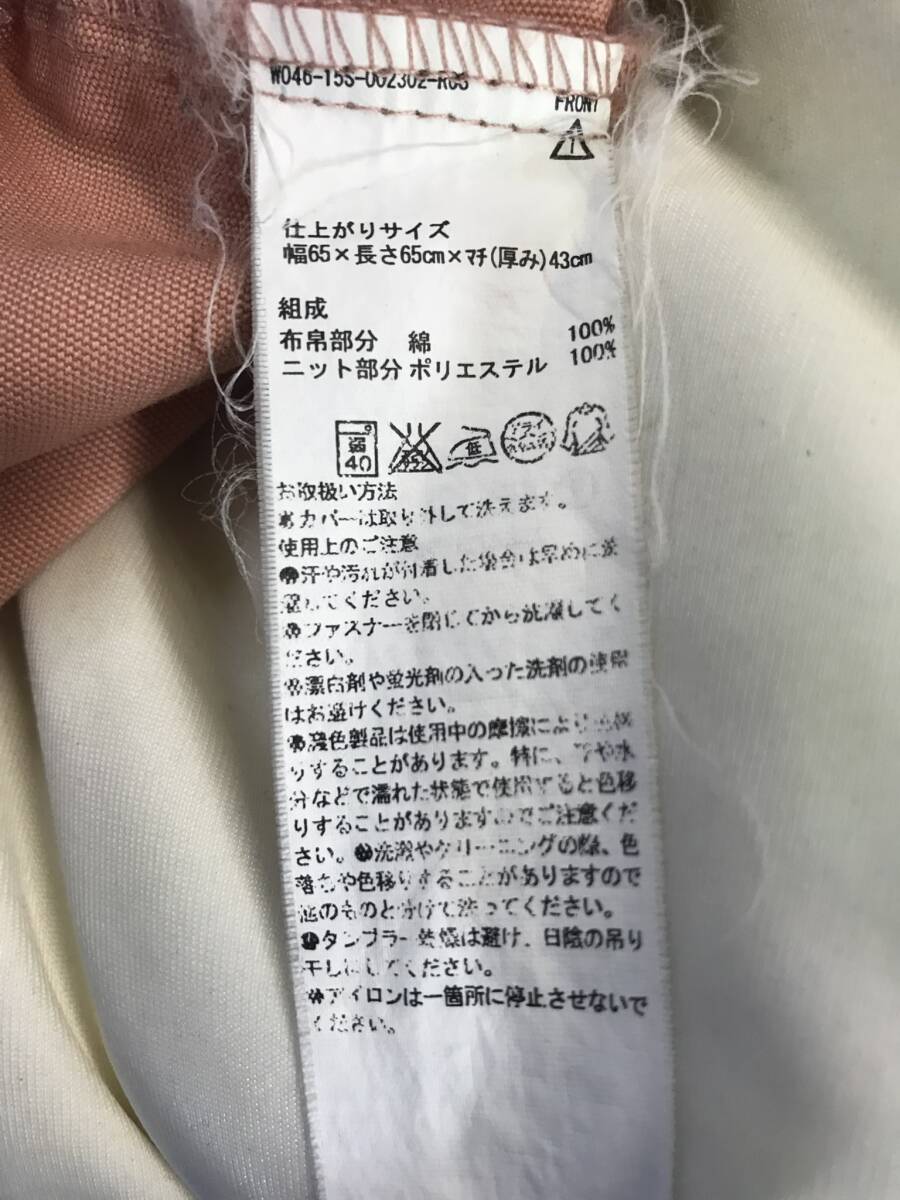 FRONT
仕上がりサイズ
幅65×長さ65cm×マチ(厚み)43cm
組成
布帛部分 綿 100%
ニット部分 ポリエステル 100%
弱 40
低
お取扱い方法
カバーは取り外して洗えます。
使用上のご注意
●汗や汚れが付着した場合は早めに洗
濯してください。
ファスナーを閉じてから洗濯してく
ださい。
漂白剤や蛍光剤の入った洗剤の使用
はお避けください。
濃色製品は使用中の摩擦により色移
りすることがあります。特に、汗や水
分などで濡れた状態で使用すると色移
りすることがありますのでご注意くだ
さい。●洗濯やクリーニングの際、色
落ちや色移りすることがありますので
他のものと分けて洗ってください。
●タンブラー乾燥は避け、日陰の吊り
干しにしてください。
アイロンは一箇所に停止させないで
ください。